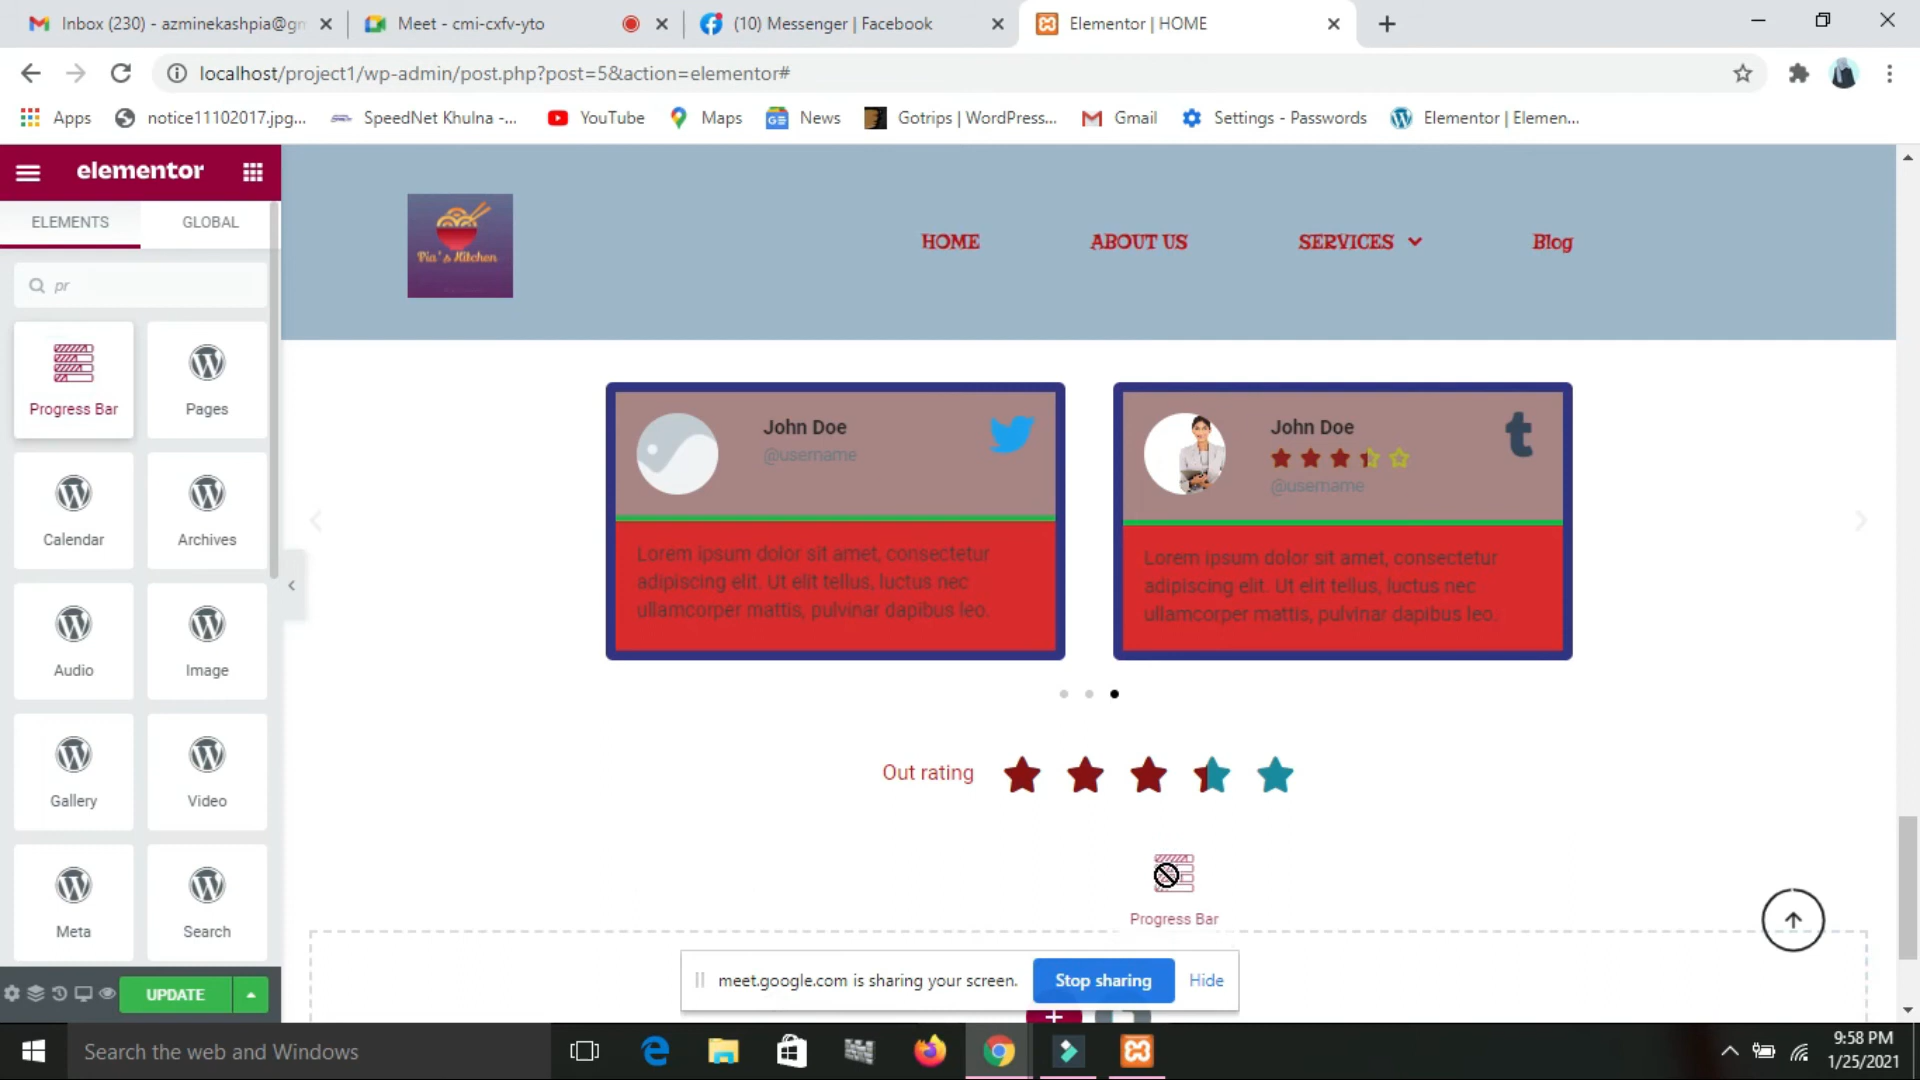 Inbox (230) - azminekashpia@gm
Meet - cmi-cxfv-yto
(10) Messenger | Facebook
Elementor | HOME
localhost/project1/wp-admin/post.php?post=5&action=elementor#
Apps
notice11102017.jpg...
SpeedNet Khulna -...
YouTube
Maps
News
Gotrips | WordPress...
Gmail
Settings - Passwords
Elementor | Elemen...
elementor
ELEMENTS
GLOBAL
pr
Progress Bar
Pages
Calendar
Archives
Audio
Image
Gallery
Video
Meta
Search
UPDATE
Pia's Kitchen
HOME
ABOUT US
SERVICES
Blog
John Doe
@username
Lorem ipsum dolor sit amet, consectetur
adipiscing elit. Ut elit tellus, luctus nec
ullamcorper mattis, pulvinar dapibus leo.
John Doe
@username
Lorem ipsum dolor sit amet, consectetur
adipiscing elit. Ut elit tellus, luctus nec
ullamcorper mattis, pulvinar dapibus leo.
Out rating
Progress Bar
meet.google.com is sharing your screen.
Stop sharing
Hide
Search the web and Windows
9:58 PM
1/25/2021